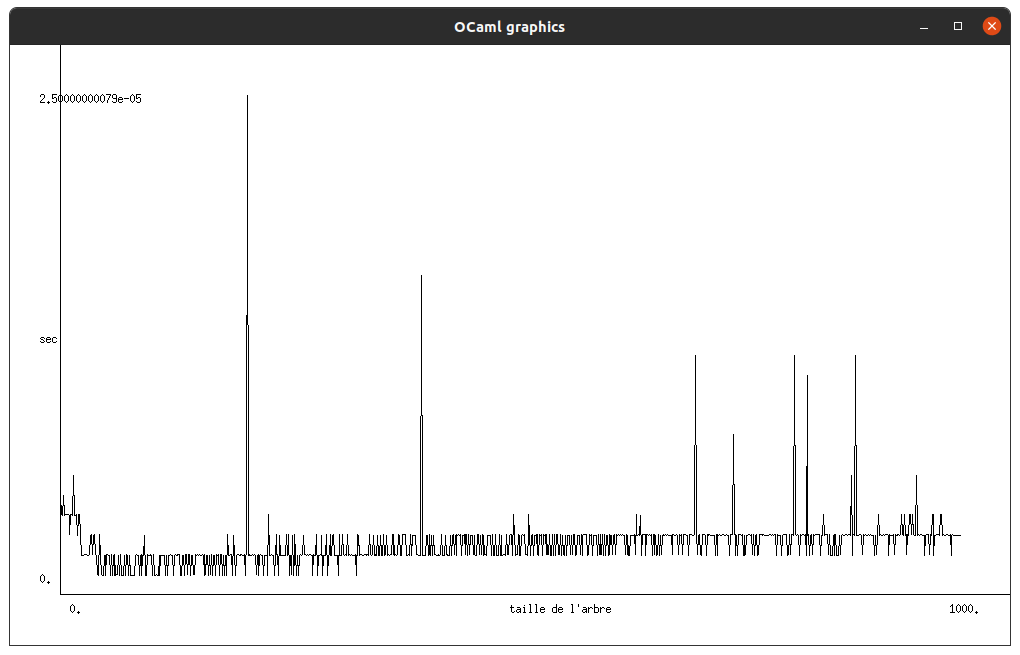 OCaml graphics
2.50000000079e-05
sec
0.
0.
taille de l'arbre
1000.